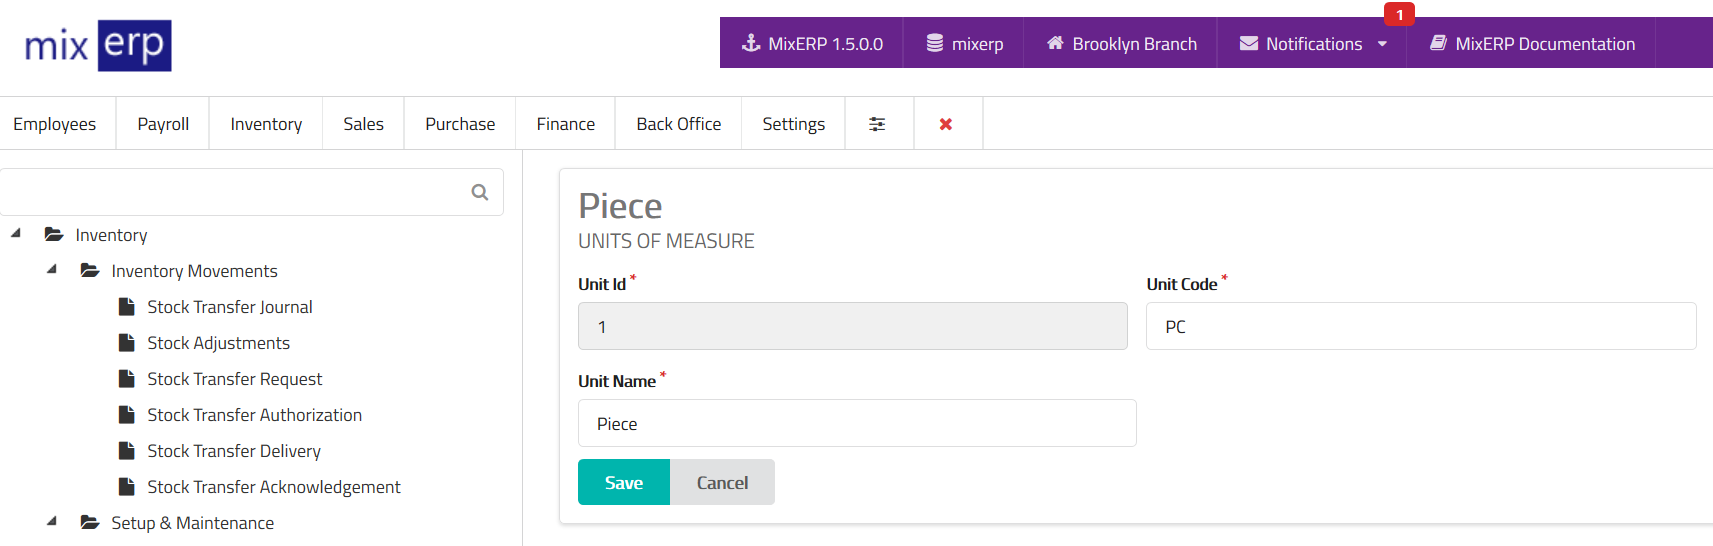 mix erp
1
MixERP 1.5.0.0 mixerp Brooklyn Branch Notifications MixERP Documentation
Employees Payroll Inventory Sales Purchase Finance Back Office Settings
Inventory
Inventory Movements
Stock Transfer Journal
Stock Adjustments
Stock Transfer Request
Stock Transfer Authorization
Stock Transfer Delivery
Stock Transfer Acknowledgement
Setup & Maintenance
Piece
UNITS OF MEASURE
Unit Id * Unit Code *
1 PC
Unit Name *
Piece
Save Cancel